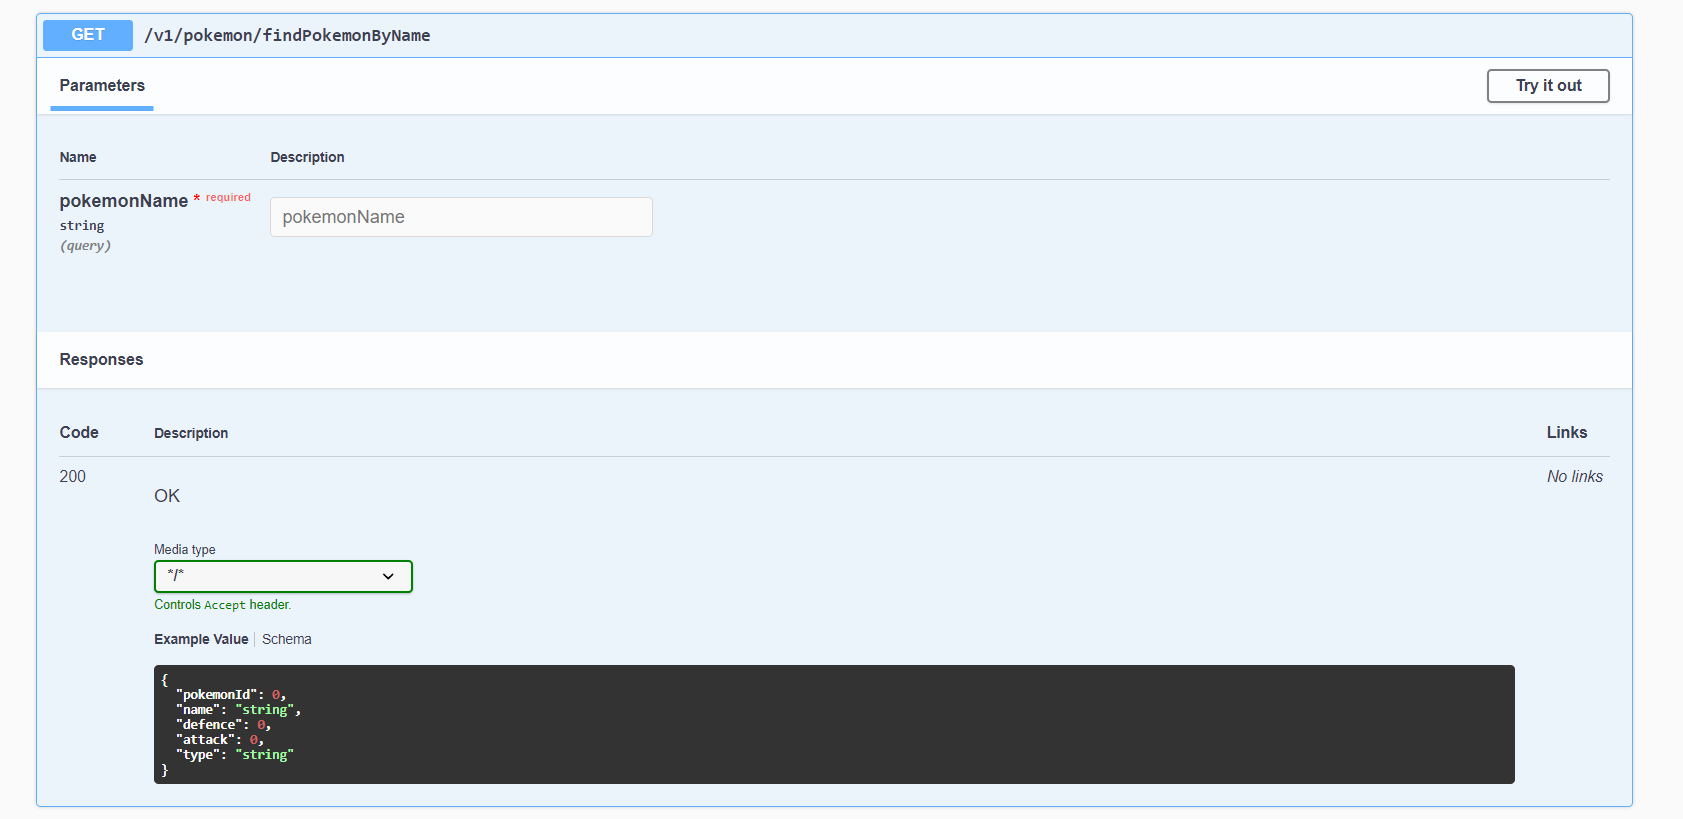 GET /v1/pokemon/findPokemonByName
Parameters
Try it out
Name Description
pokemonName * required
string
(query)
pokemonName
Responses
Code Description Links
200 No links
OK
Media type
*/*
Controls Accept header.
Example Value Schema
{
"pokemonId": 0,
"name": "string",
"defence": 0,
"attack": 0,
"type": "string"
}